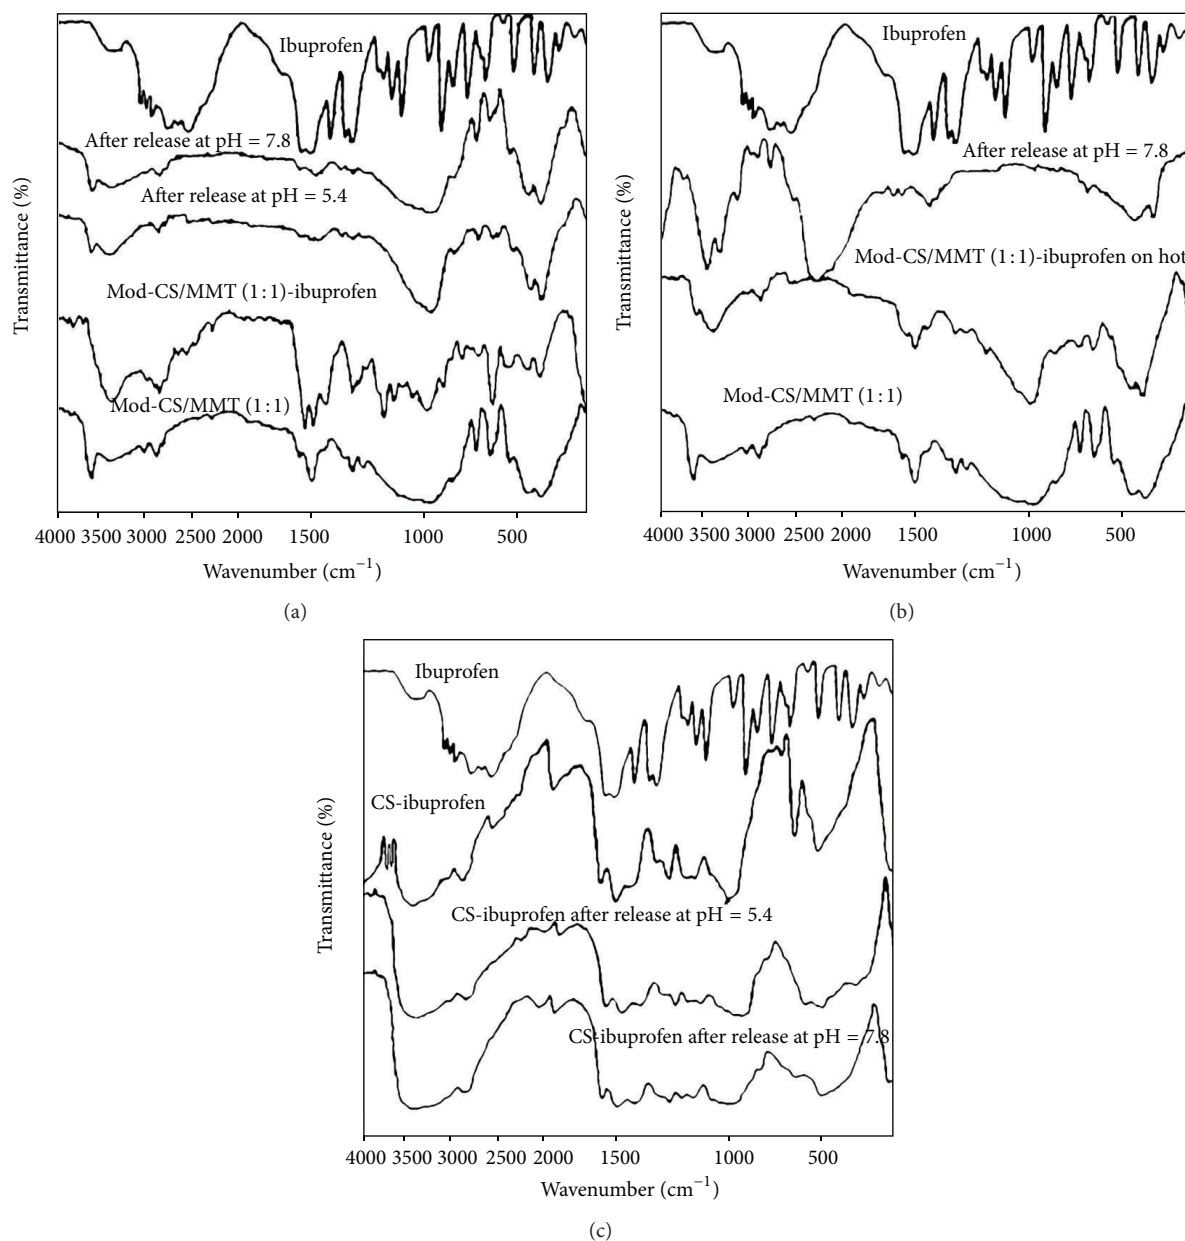 Ibuprofen
After release at pH = 7.8
After release at pH = 5.4
Mod-CS/MMT (1:1)-ibuprofen
Mod-CS/MMT (1:1)
Transmittance (%)
4000 3500 3000 2500 2000 1500 1000 500
Wavenumber (cm⁻¹)
(a)
Ibuprofen
After release at pH = 7.8
Mod-CS/MMT (1:1)-ibuprofen on hot
Mod-CS/MMT (1:1)
Transmittance (%)
4000 3500 3000 2500 2000 1500 1000 500
Wavenumber (cm⁻¹)
(b)
Ibuprofen
CS-ibuprofen
CS-ibuprofen after release at pH = 5.4
CS-ibuprofen after release at pH = 7.8
Transmittance (%)
4000 3500 3000 2500 2000 1500 1000 500
Wavenumber (cm⁻¹)
(c)